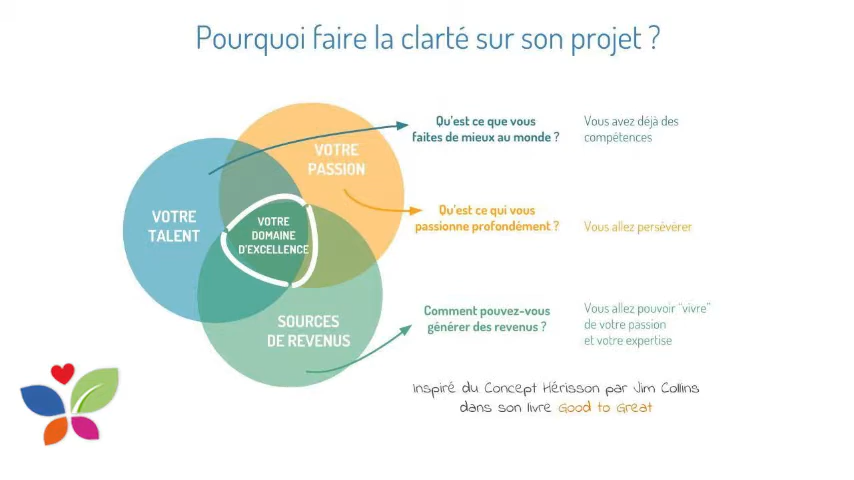 Pourquoi faire la clarté sur son projet ?
VOTRE
PASSION
VOTRE
TALENT
VOTRE
DOMAINE
D'EXCELLENCE
SOURCES
DE REVENUS
Qu'est ce que vous
faites de mieux au monde ?
Vous avez déjà des
compétences
Qu'est ce qui vous
passionne profondément ?
Vous allez persévérer
Comment pouvez-vous
générer des revenus ?
Vous allez pouvoir “vivre”
de votre passion
et votre expertise
Inspiré du Concept Hérisson par Jim Collins
dans son livre Good to Great